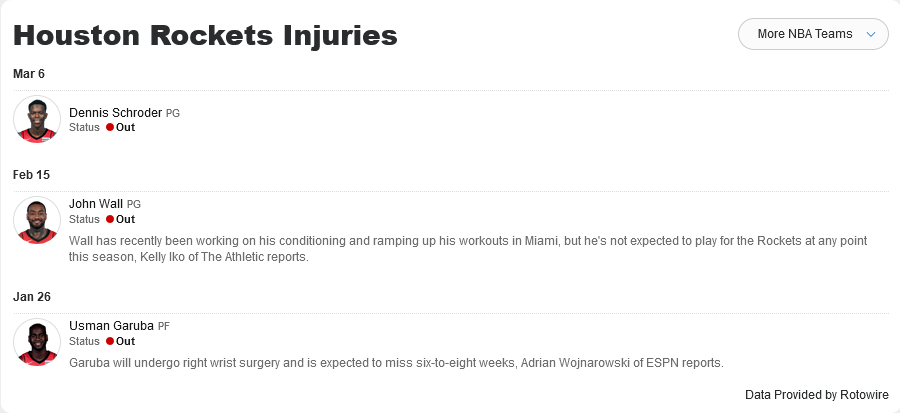 Houston Rockets Injuries
More NBA Teams
Mar 6
Dennis Schroder PG
Status Out
Feb 15
John Wall PG
Status Out
Wall has recently been working on his conditioning and ramping up his workouts in Miami, but he's not expected to play for the Rockets at any point
this season, Kelly Iko of The Athletic reports.
Jan 26
Usman Garuba PF
Status Out
Garuba will undergo right wrist surgery and is expected to miss six-to-eight weeks, Adrian Wojnarowski of ESPN reports.
Data Provided by Rotowire